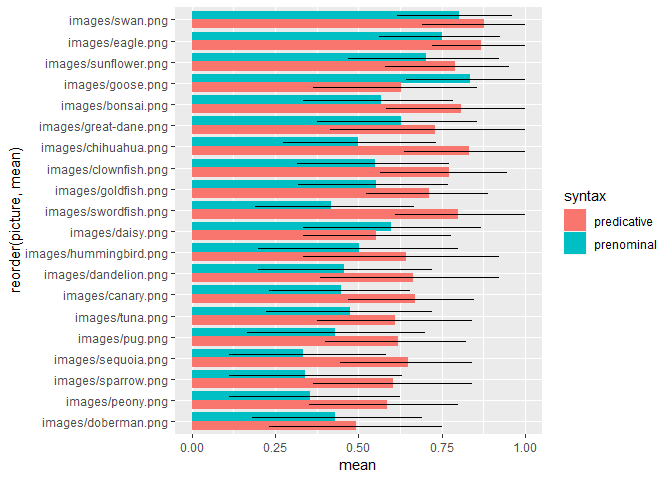 images/swan.png
images/eagle.png
images/sunflower.png
images/goose.png
images/bonsai.png
images/great-dane.png
images/chihuahua.png
images/clownfish.png
images/goldfish.png
images/swordfish.png
images/daisy.png
images/hummingbird.png
images/dandelion.png
images/canary.png
images/tuna.png
images/pug.png
images/sequoia.png
images/sparrow.png
images/peony.png
images/doberman.png
reorder(picture, mean)
0.00 0.25 0.50 0.75 1.00
mean
syntax
predicative
prenominal